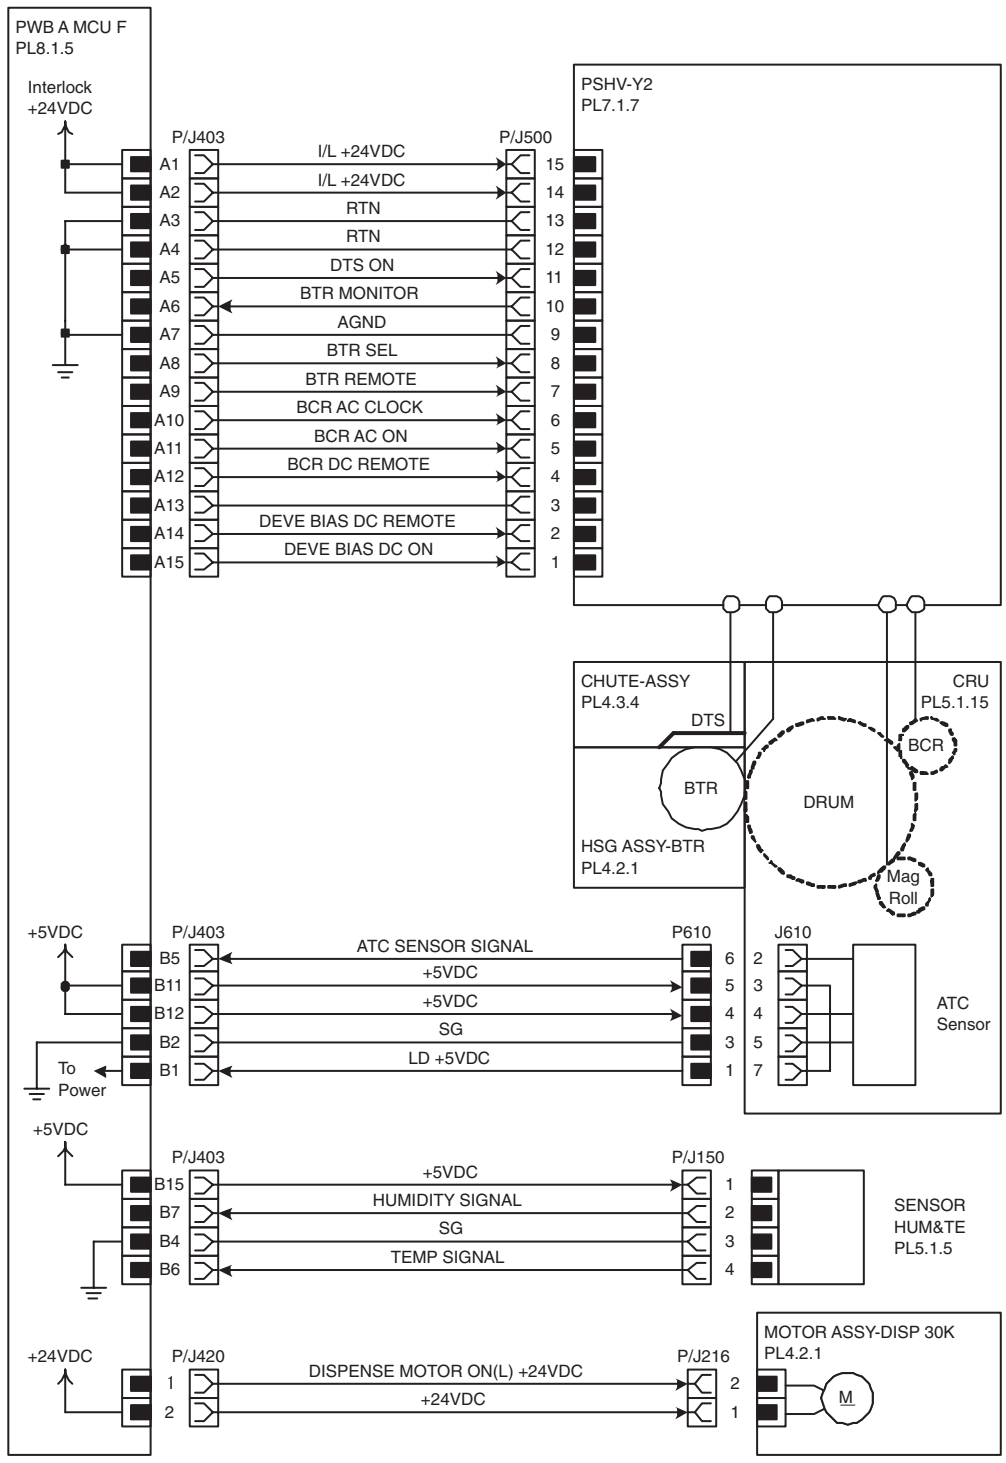 PWB A MCU F
PL8.1.5
Interlock
+24VDC
PSHV-Y2
PL7.1.7
P/J403 P/J500
A1 I/L +24VDC 15
A2 I/L +24VDC 14
A3 RTN 13
A4 RTN 12
A5 DTS ON 11
A6 BTR MONITOR 10
A7 AGND 9
A8 BTR SEL 8
A9 BTR REMOTE 7
A10 BCR AC CLOCK 6
A11 BCR AC ON 5
A12 BCR DC REMOTE 4
A13 3
A14 DEVE BIAS DC REMOTE 2
A15 DEVE BIAS DC ON 1
CHUTE-ASSY
PL4.3.4
CRU
PL5.1.15
DTS
BCR
BTR
DRUM
HSG ASSY-BTR
PL4.2.1
Mag
Roll
+5VDC P/J403 P610 J610
B5 ATC SENSOR SIGNAL 6 2
B11 +5VDC 5 3
B12 +5VDC 4 4
B2 SG 3 5
B1 LD +5VDC 1 7
To
Power
ATC
Sensor
+5VDC
P/J403 P/J150
B15 +5VDC 1
B7 HUMIDITY SIGNAL 2
B4 SG 3
B6 TEMP SIGNAL 4
SENSOR
HUM&TE
PL5.1.5
MOTOR ASSY-DISP 30K
PL4.2.1
+24VDC P/J420 P/J216
1 DISPENSE MOTOR ON(L) +24VDC 2
2 +24VDC 1
M